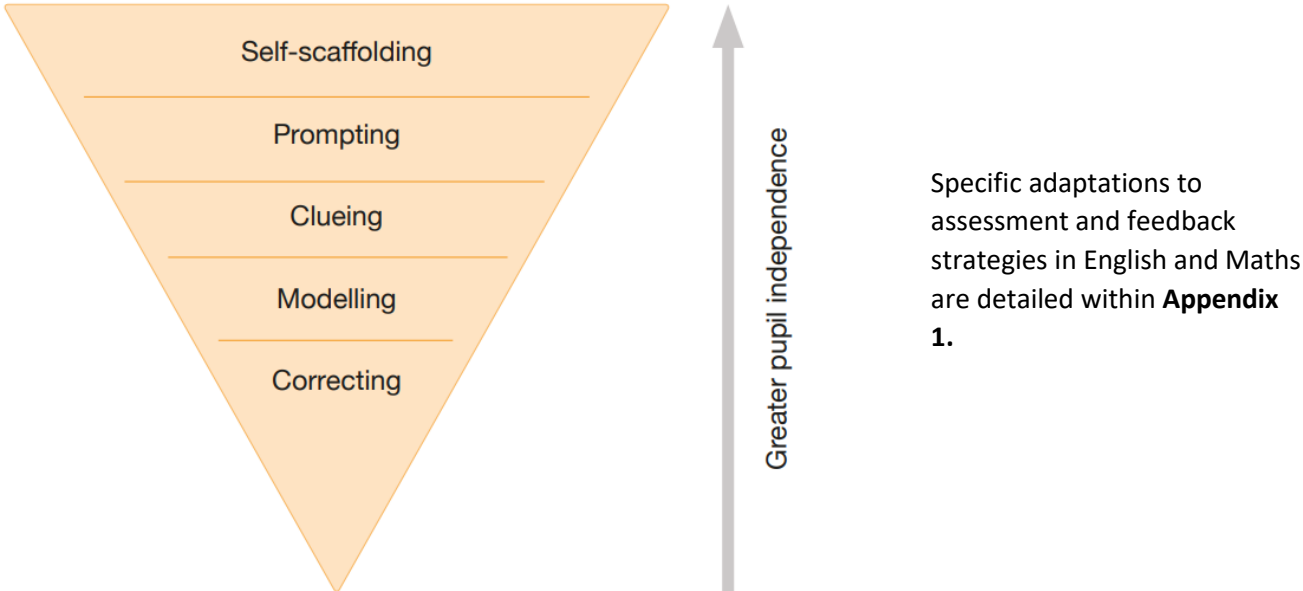 Self-scaffolding
Prompting
Clueing
Modelling
Correcting
Greater pupil independence
Specific adaptations to
assessment and feedback
strategies in English and Maths
are detailed within Appendix
1.